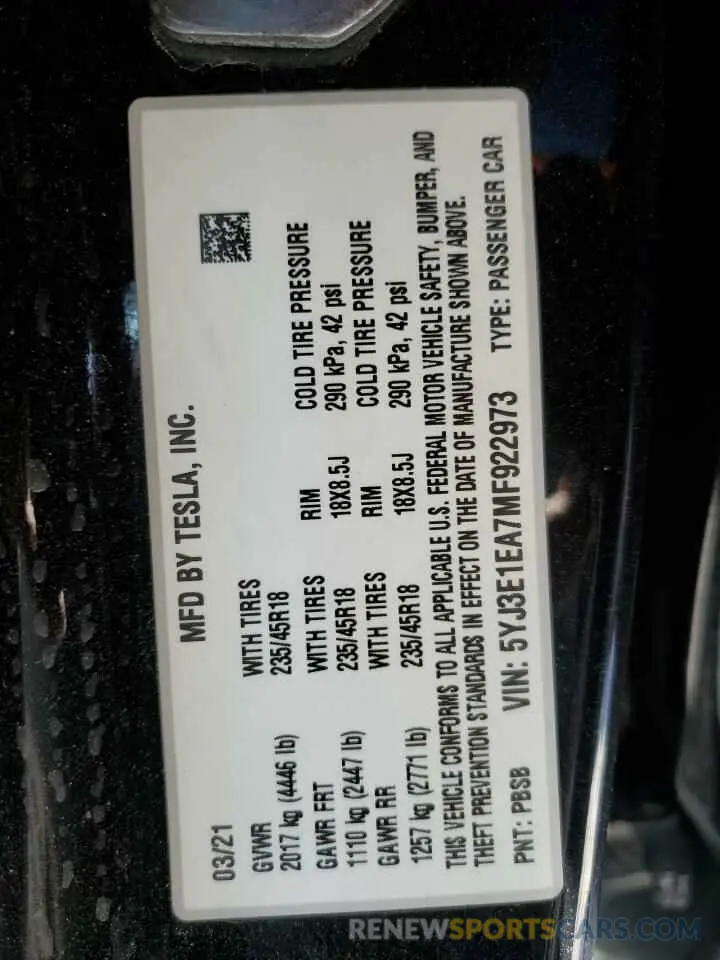 MFD BY TESLA, INC.
03/21
GVWR WITH TIRES
2017 kg (4446 lb) 235/45R18
GAWR FRT WITH TIRES RIM COLD TIRE PRESSURE
1110 kg (2447 lb) 235/45R18 18X8.5J 290 kPa, 42 psi
GAWR RR WITH TIRES RIM COLD TIRE PRESSURE
1257 kg (2771 lb) 235/45R18 18X8.5J 290 kPa, 42 psi
THIS VEHICLE CONFORMS TO ALL APPLICABLE U.S. FEDERAL MOTOR VEHICLE SAFETY, BUMPER, AND
THEFT PREVENTION STANDARDS IN EFFECT ON THE DATE OF MANUFACTURE SHOWN ABOVE.
PNT: PBSB VIN: 5YJ3E1EA7MF922973 TYPE: PASSENGER CAR
RENEWSPORTSCARS.COM